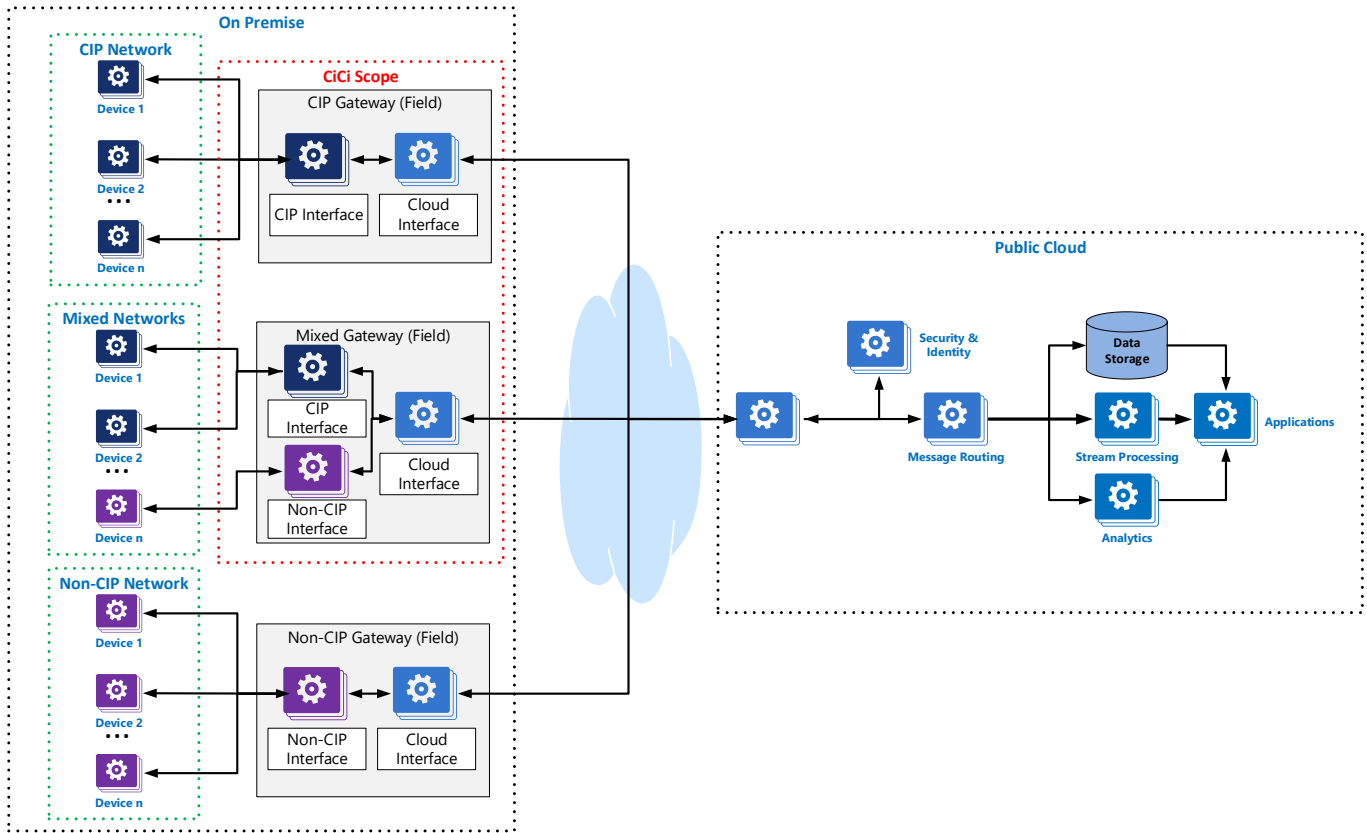 On Premise
CIP Network
Device 1
Device 2
...
Device n
CiCi Scope
CIP Gateway (Field)
CIP Interface
Cloud
Interface
Mixed Networks
Device 1
Device 2
...
Device n
Mixed Gateway (Field)
CIP
Interface
Non-CIP
Interface
Cloud
Interface
Non-CIP Network
Device 1
Device 2
...
Device n
Non-CIP Gateway (Field)
Non-CIP
Interface
Cloud
Interface
Public Cloud
Security &
Identity
Message Routing
Data
Storage
Stream Processing
Analytics
Applications